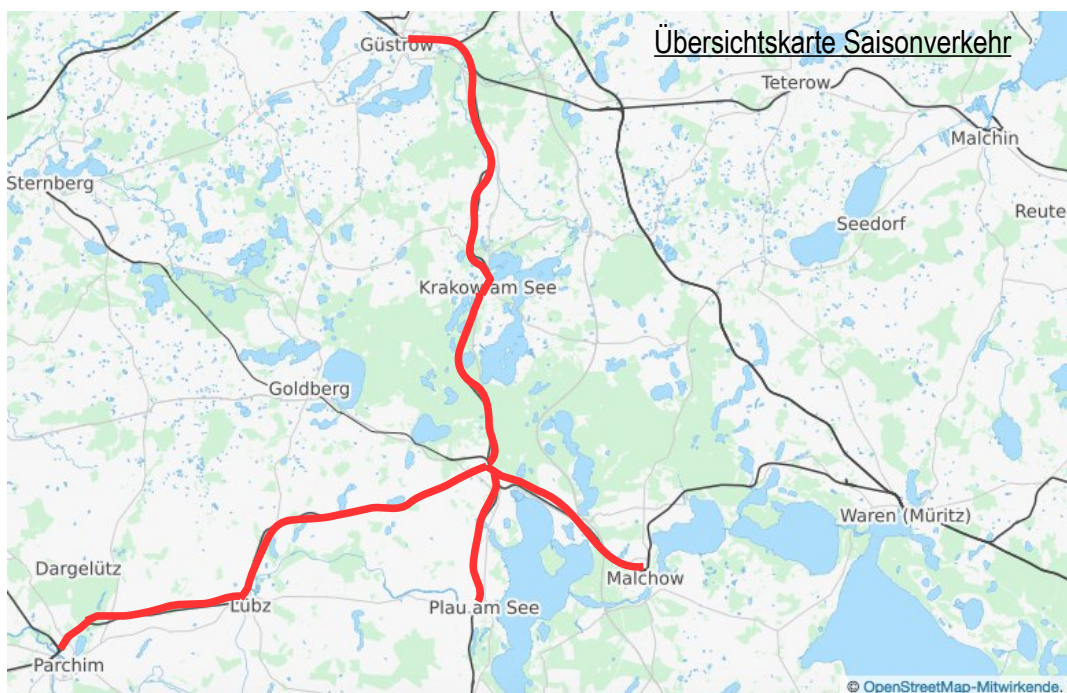 Übersichtskarte Saisonverkehr
Güstrow
Teterow
Malchin
Sternberg
Reute
Seedorf
Krakow am See
Goldberg
Waren (Müritz)
Dargelütz
Malchow
Lübz
Plau am See
Parchim
© OpenStreetMap-Mitwirkende.